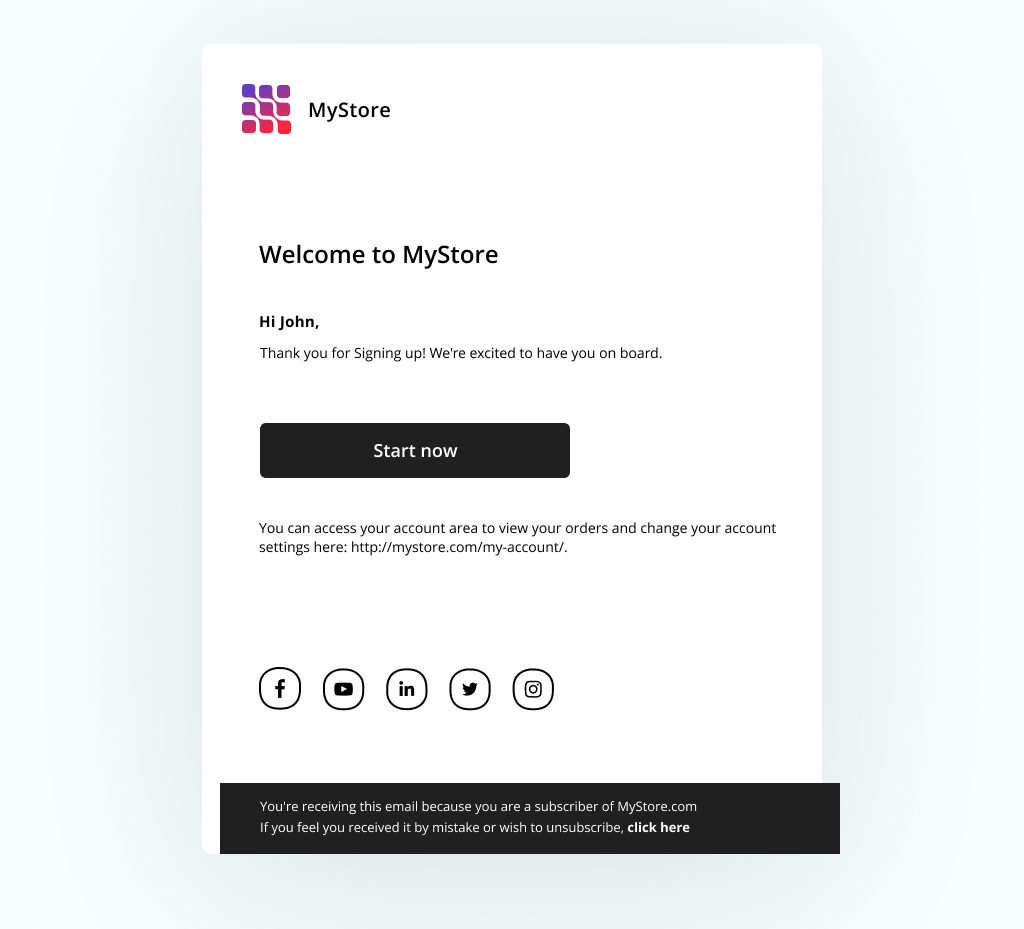 MyStore
Welcome to MyStore
Hi John,
Thank you for Signing up! We're excited to have you on board.
Start now
You can access your account area to view your orders and change your account
settings here: http://mystore.com/my-account/.
You're receiving this email because you are a subscriber of MyStore.com
If you feel you received it by mistake or wish to unsubscribe, click here